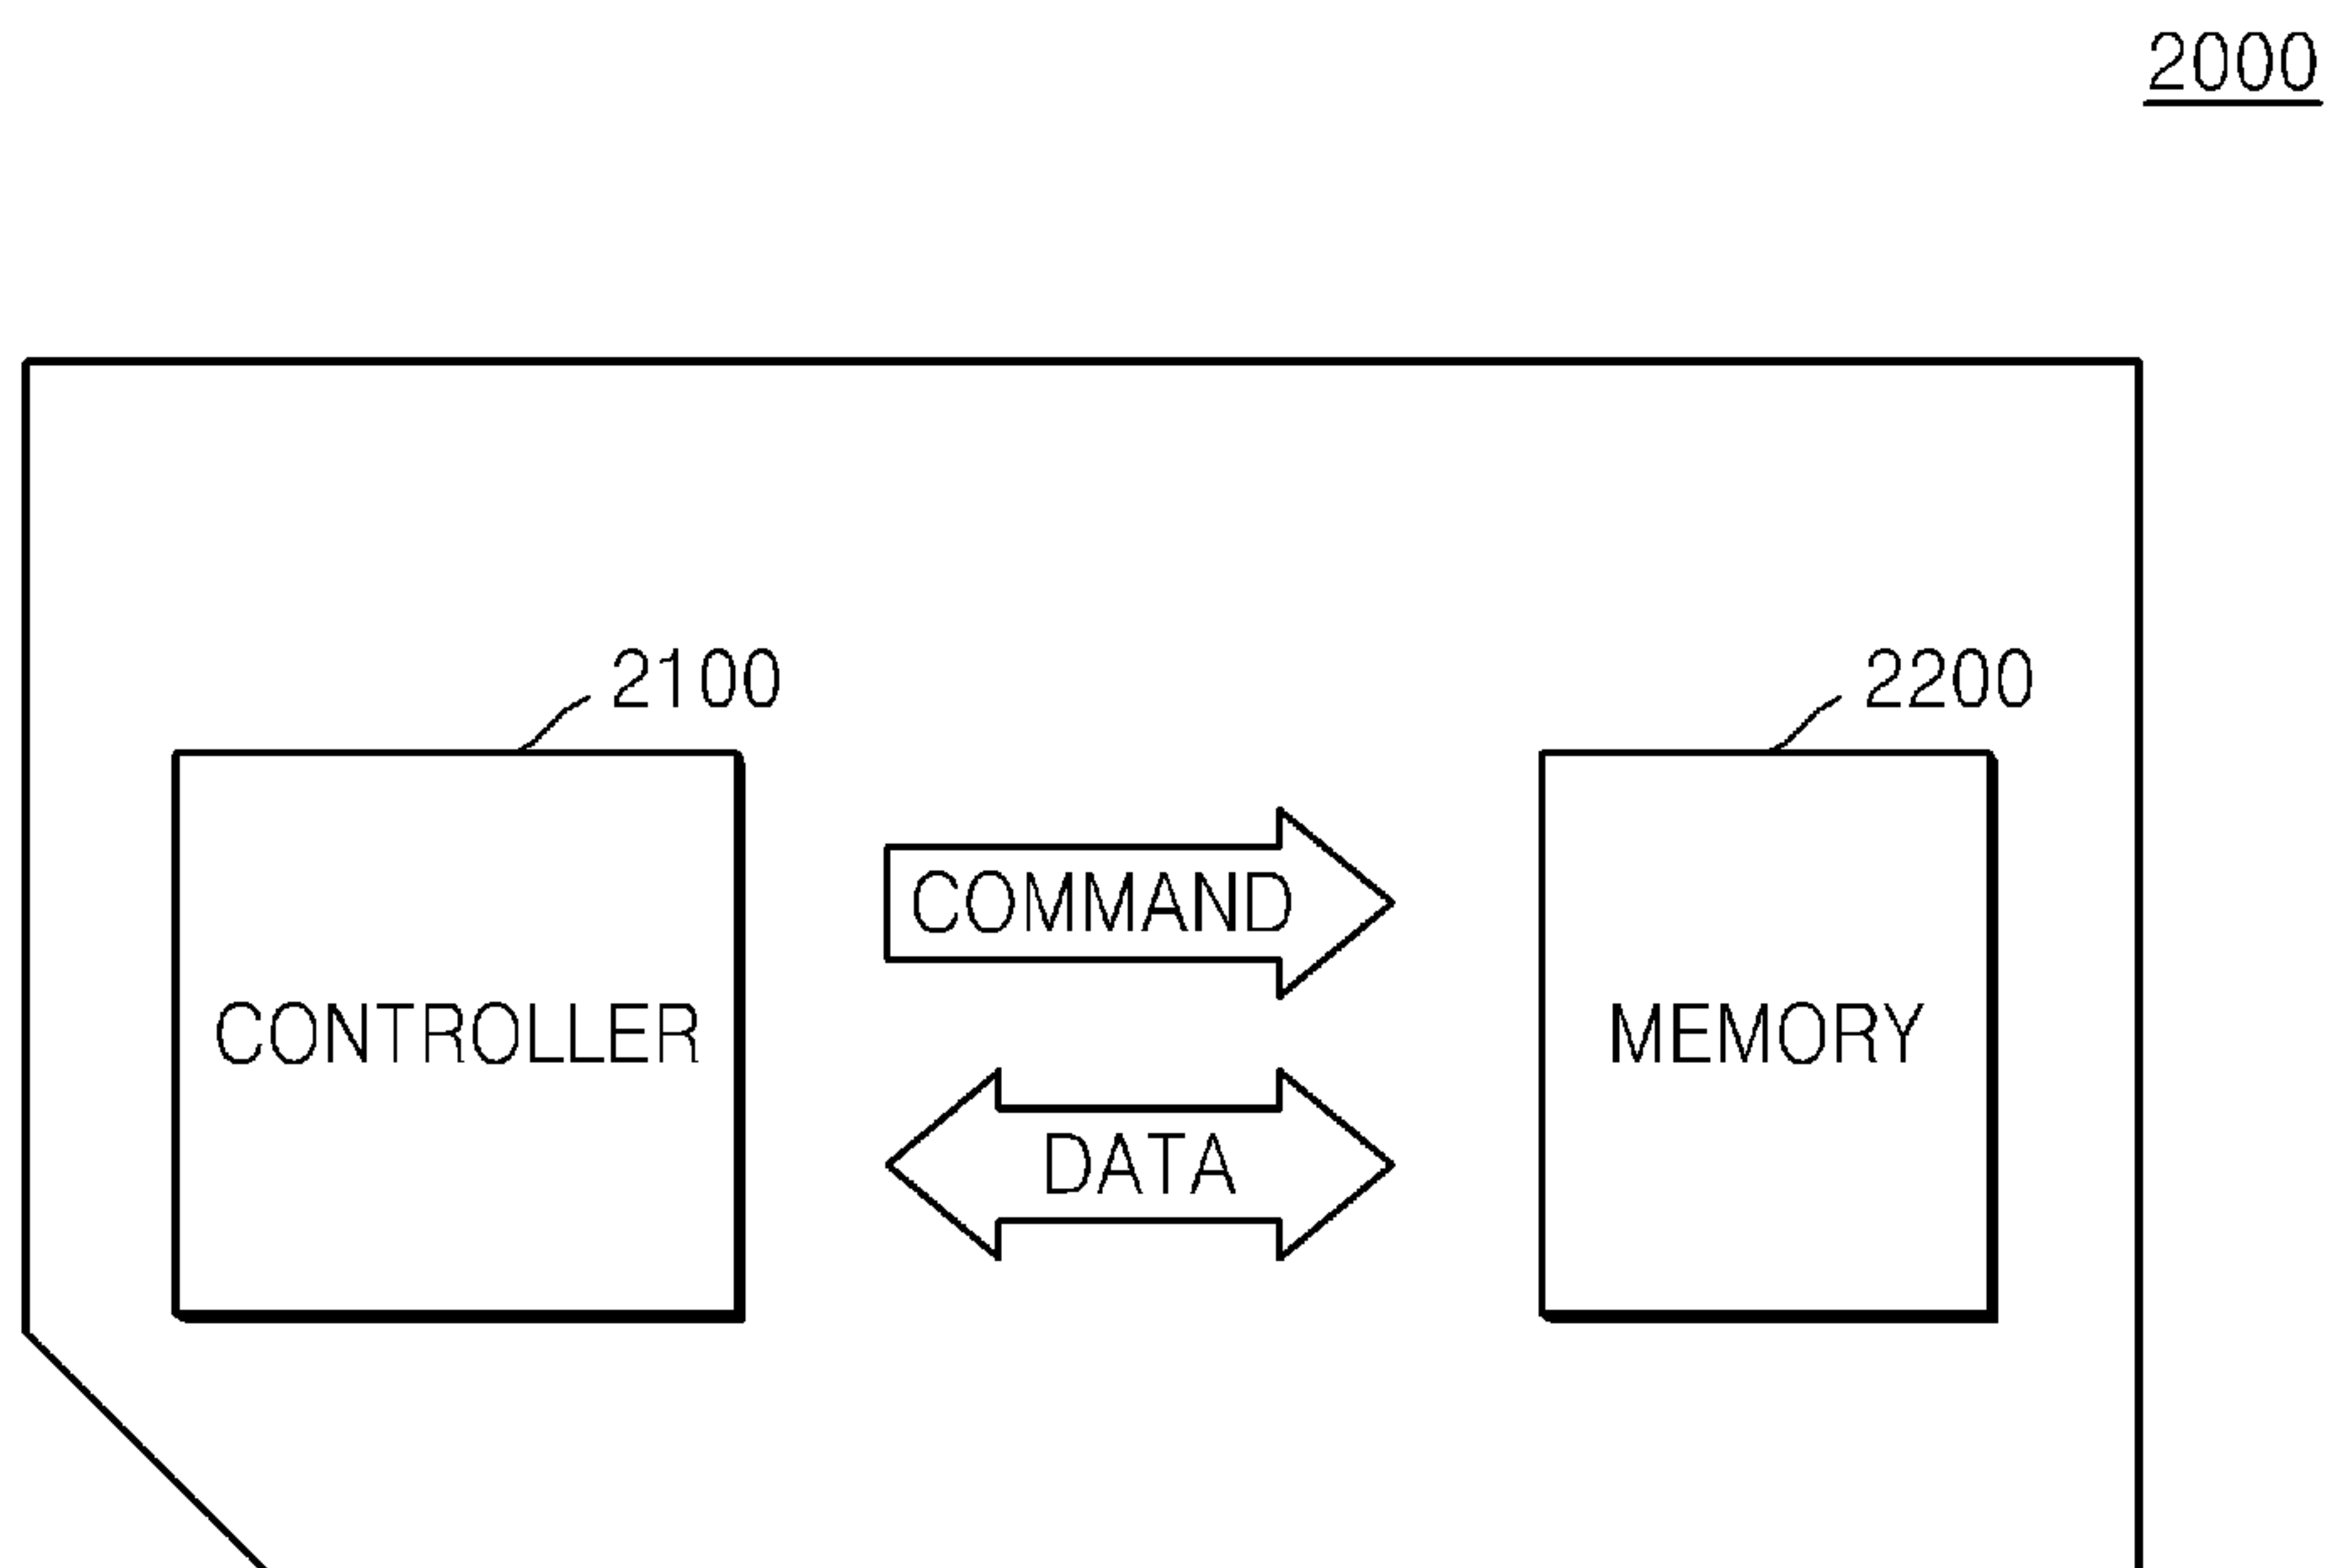 2000
2100
2200
COMMAND
CONTROLLER
MEMORY
DATA